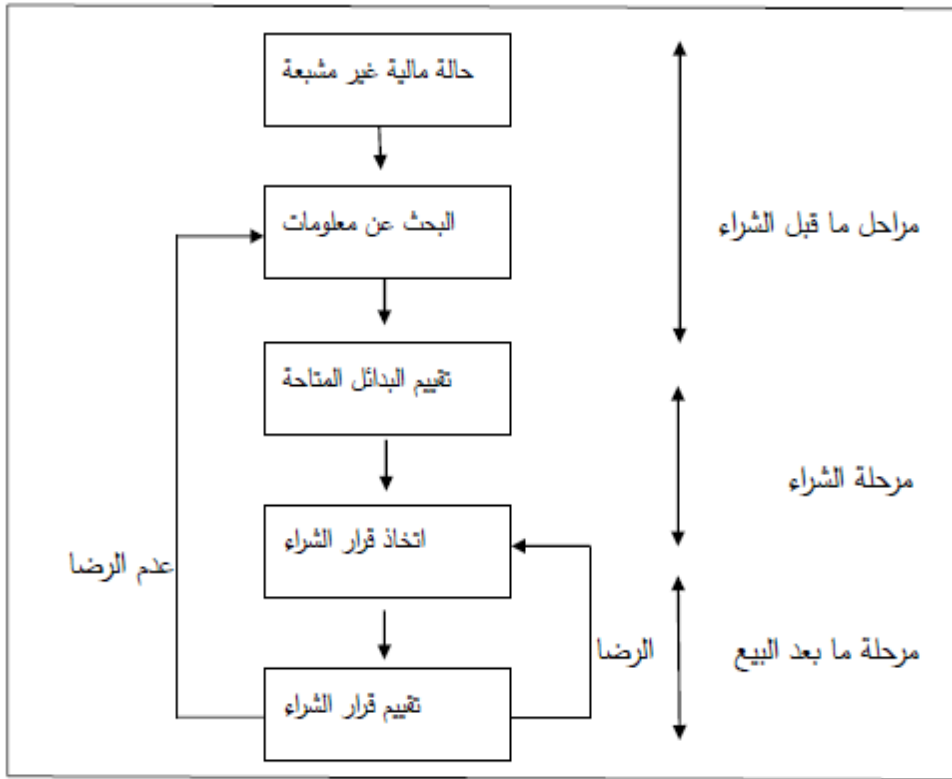 حالة مالية غير مشبعة
البحث عن معلومات
مراحل ما قبل الشراء
تقييم البدائل المتاحة
مرحلة الشراء
اتخاذ قرار الشراء
عدم الرضا
الرضا
مرحلة ما بعد البيع
تقييم قرار الشراء